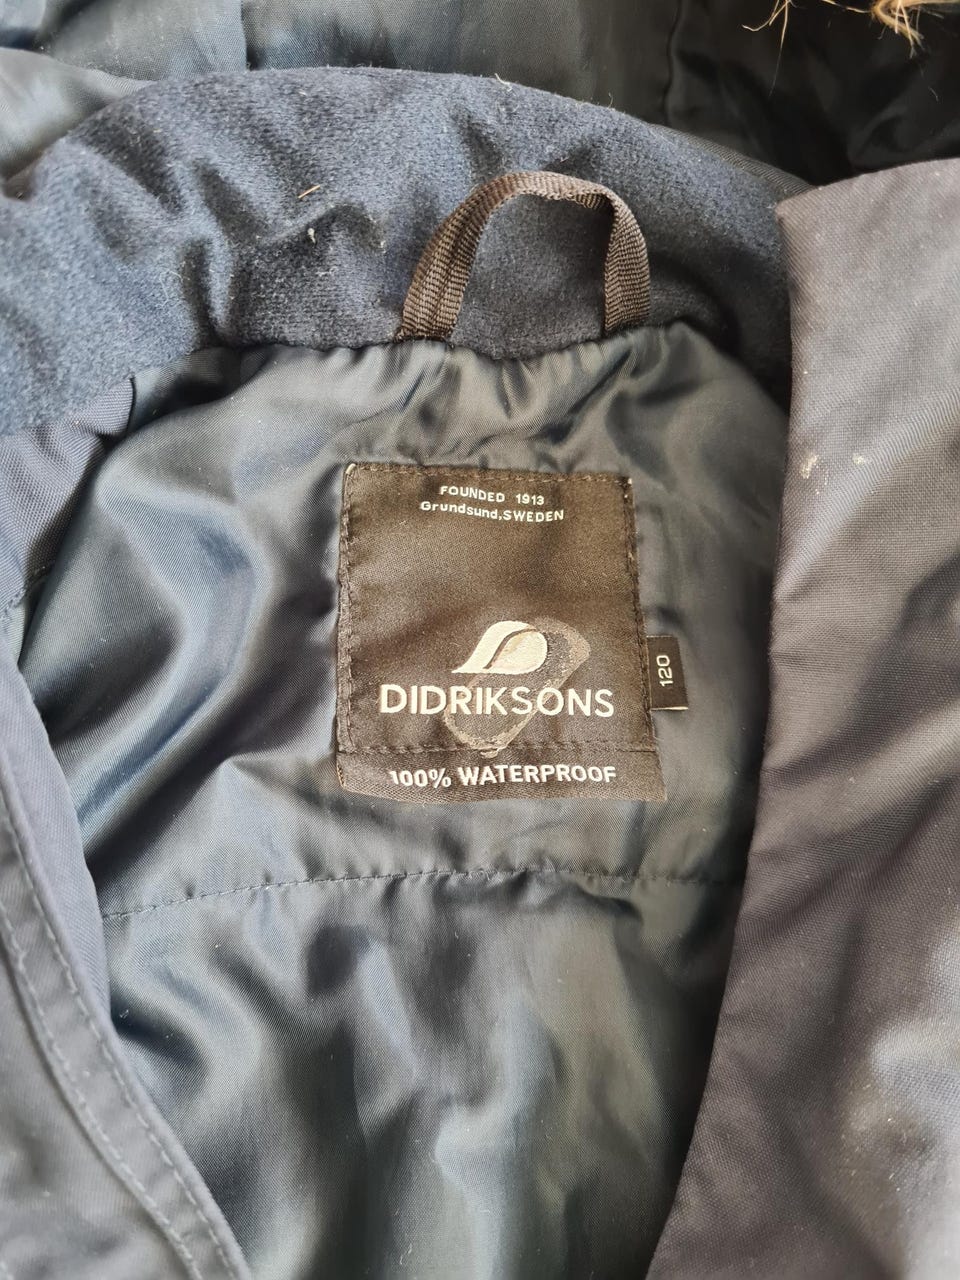 FOUNDED 1913
Grundsund,SWEDEN
DIDRIKSONS
120
100% WATERPROOF